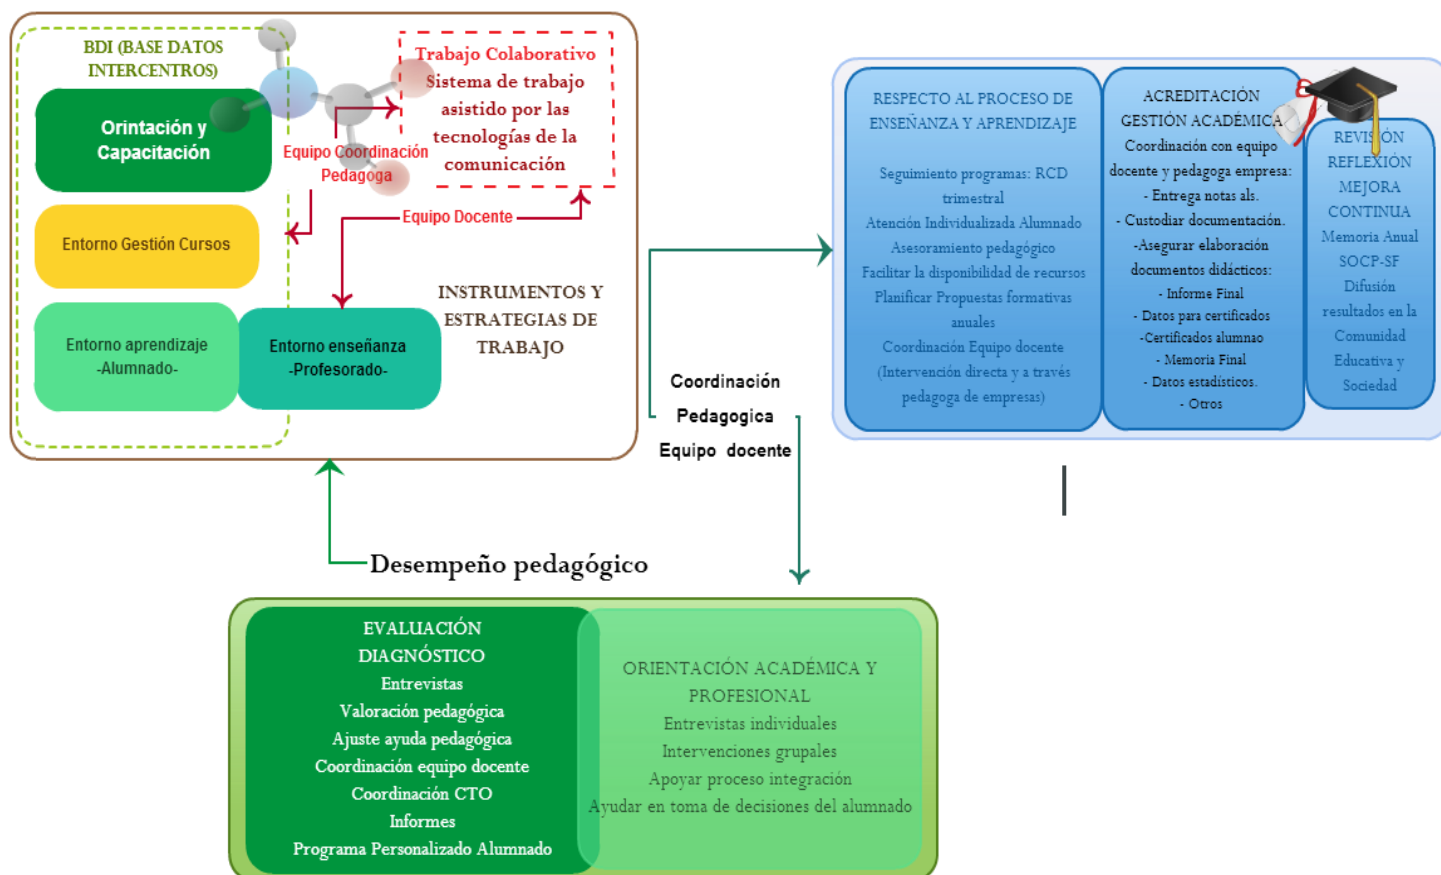 BDI (BASE DATOS
INTERCENTROS)
Orintación y
Capacitación
Entorno Gestión Cursos
Entorno aprendizaje
-Alumnado-
Entorno enseñanza
-Profesorado-
Trabajo Colaborativo
Sistema de trabajo
asistido por las
tecnologías de la
comunicación
Equipo Coordinación
Pedagoga
Equipo Docente
INSTRUMENTOS Y
ESTRATEGIAS DE
TRABAJO
Coordinación
Pedagogica
Equipo docente
RESPECTO AL PROCESO DE
ENSEÑANZA Y APRENDIZAJE
Seguimiento programas: RCD
trimestral
Atención Individualizada Alumnado
Asesoramiento pedagógico
Facilitar la disponibilidad de recursos
Planificar Propuestas formativas
anuales
Coordinación Equipo docente
(Intervención directa y a través
pedagoga de empresas)
ACREDITACIÓN
GESTIÓN ACADÉMICA
Coordinación con equipo
docente y pedagoga empresa:
- Entrega notas als.
- Custodiar documentación.
-Asegurar elaboración
documentos didácticos:
- Informe Final
- Datos para certificados
-Certificados alumnao
- Memoria Final
- Datos estadísticos.
- Otros
REVISIÓN
REFLEXIÓN
MEJORA
CONTINUA
Memoria Anual
SOCP-SF
Difusión
resultados en la
Comunidad
Educativa y
Sociedad
Desempeño pedagógico
EVALUACIÓN
DIAGNÓSTICO
Entrevistas
Valoración pedagógica
Ajuste ayuda pedagógica
Coordinación equipo docente
Coordinación CTO
Informes
Programa Personalizado Alumnado
ORIENTACIÓN ACADÉMICA Y
PROFESIONAL
Entrevistas individuales
Intervenciones grupales
Apoyar proceso integración
Ayudar en toma de decisiones del alumnado